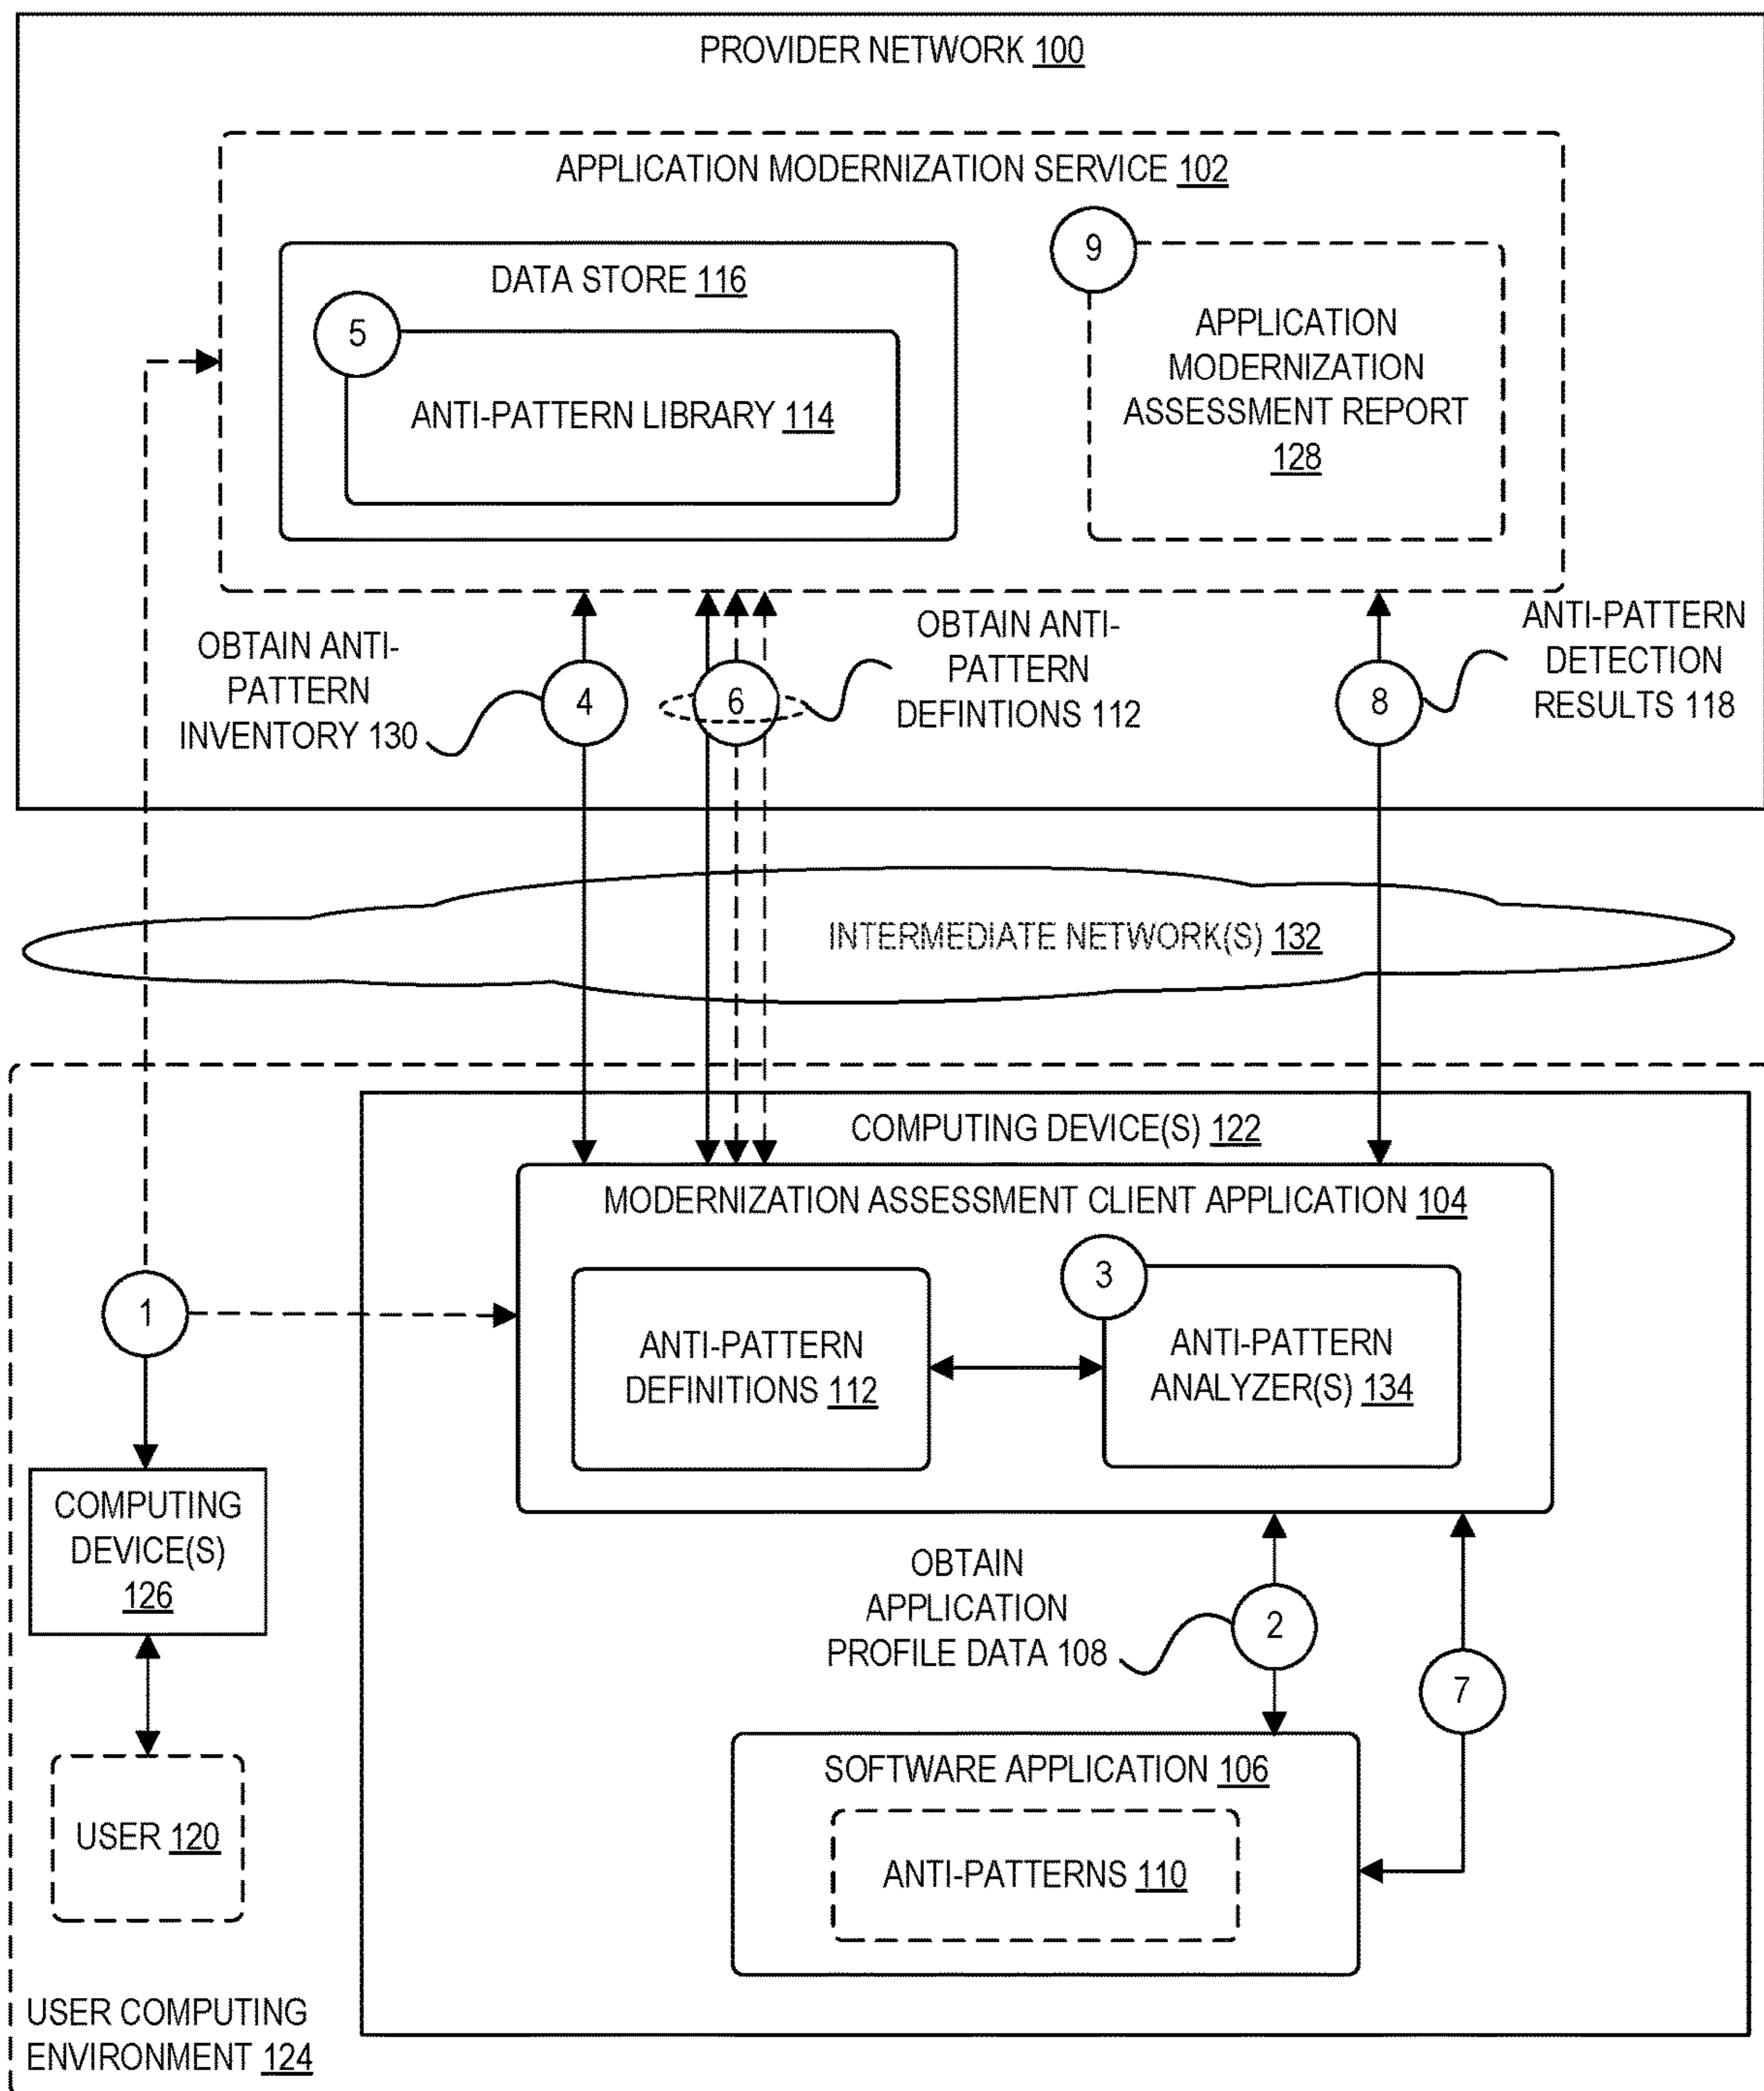 PROVIDER NETWORK 100
APPLICATION MODERNIZATION SERVICE 102
DATA STORE 116
5
ANTI-PATTERN LIBRARY 114
9
APPLICATION
MODERNIZATION
ASSESSMENT REPORT
128
OBTAIN ANTI-
PATTERN
INVENTORY 130
4
6
OBTAIN ANTI-
PATTERN
DEFINTIONS 112
8
ANTI-PATTERN
DETECTION
RESULTS 118
INTERMEDIATE NETWORK(S) 132
COMPUTING DEVICE(S) 122
MODERNIZATION ASSESSMENT CLIENT APPLICATION 104
1
ANTI-PATTERN
DEFINITIONS 112
3
ANTI-PATTERN
ANALYZER(S) 134
COMPUTING
DEVICE(S)
126
OBTAIN
APPLICATION
PROFILE DATA 108
2
7
USER 120
SOFTWARE APPLICATION 106
ANTI-PATTERNS 110
USER COMPUTING
ENVIRONMENT 124